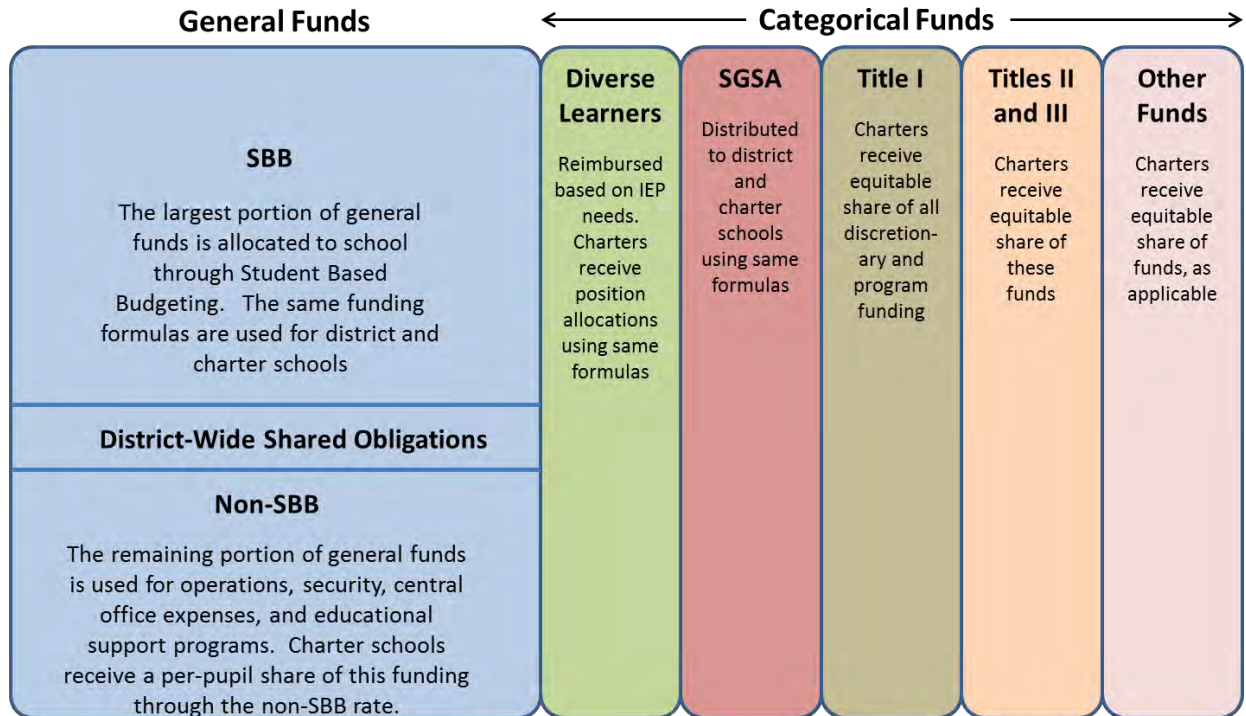 General Funds
Categorical Funds
SBB
The largest portion of general
funds is allocated to school
through Student Based
Budgeting.  The same funding
formulas are used for district and
charter schools
District-Wide Shared Obligations
Non-SBB
The remaining portion of general funds
is used for operations, security, central
office expenses, and educational
support programs.  Charter schools
receive a per-pupil share of this funding
through the non-SBB rate.
Diverse
Learners
Reimbursed
based on IEP
needs.
Charters
receive
position
allocations
using same
formulas
SGSA
Distributed
to district
and
charter
schools
using same
formulas
Title I
Charters
receive
equitable
share of all
discretion-
ary and
program
funding
Titles II
and III
Charters
receive
equitable
share of
these
funds
Other
Funds
Charters
receive
equitable
share of
funds, as
applicable